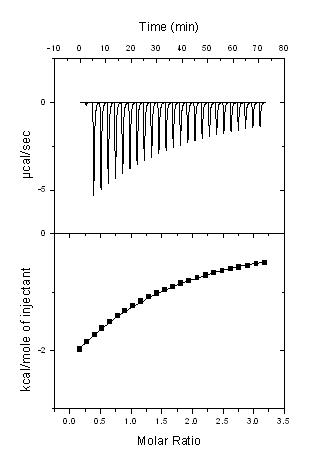 Time (min)
-10 0 10 20 30 40 50 60 70 80
0
-5
µcal/sec
0
-2
kcal/mole of injectant
0.0 0.5 1.0 1.5 2.0 2.5 3.0 3.5
Molar Ratio